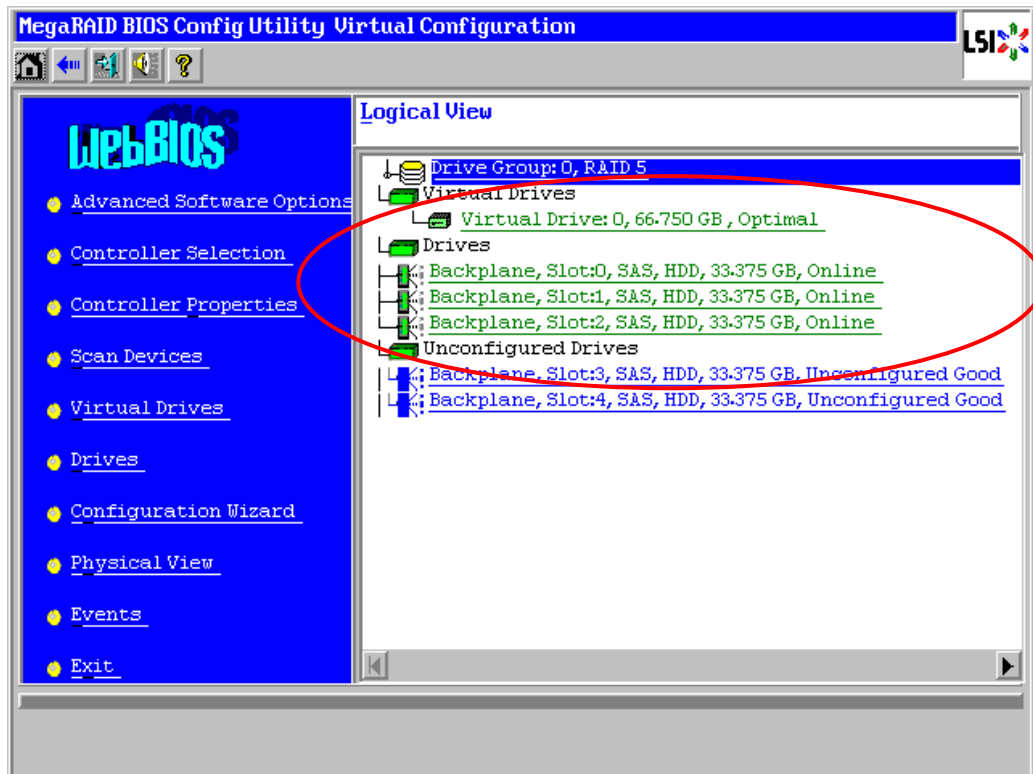 MegaRAID BIOS Config Utility Virtual Configuration
LSI
?
WebBIOS
Advanced Software Options
Controller Selection
Controller Properties
Scan Devices
Virtual Drives
Drives
Configuration Wizard
Physical View
Events
Exit
Logical View
Drive Group: 0, RAID 5
Virtual Drives
Virtual Drive: 0, 66.750 GB, Optimal
Drives
Backplane, Slot:0, SAS, HDD, 33.375 GB, Online
Backplane, Slot:1, SAS, HDD, 33.375 GB, Online
Backplane, Slot:2, SAS, HDD, 33.375 GB, Online
Unconfigured Drives
Backplane, Slot:3, SAS, HDD, 33.375 GB, Unconfigured Good
Backplane, Slot:4, SAS, HDD, 33.375 GB, Unconfigured Good